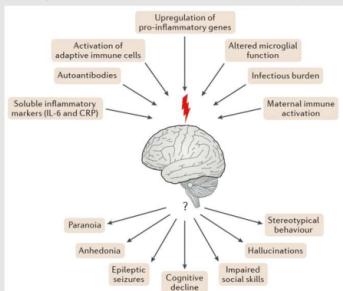 Upregulation of
pro-inflammatory genes
Activation of
adaptive immune cells
Altered microglial
function
Autoantibodies
Infectious burden
Soluble inflammatory
markers (IL-6 and CRP)
Maternal immune
activation
?
Paranoia
Stereotypical
behaviour
Anhedonia
Hallucinations
Epileptic
seizures
Cognitive
decline
Impaired
social skills